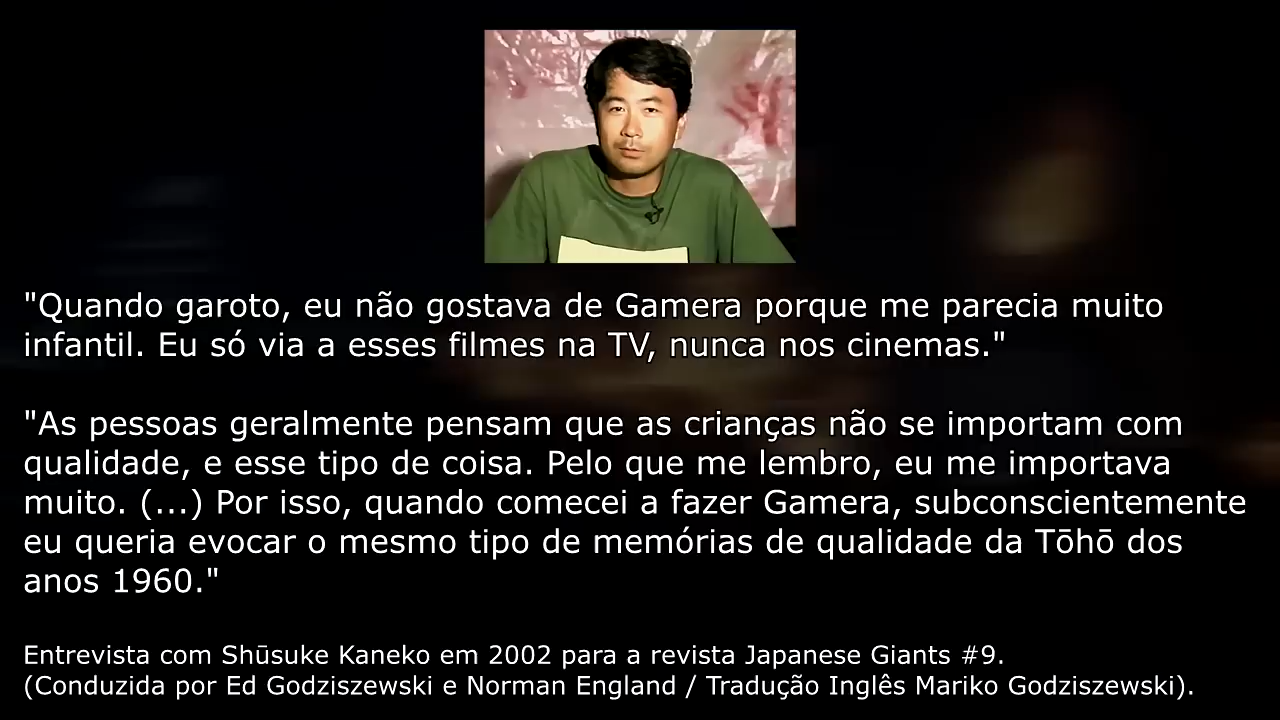 "Quando garoto, eu não gostava de Gamera porque me parecia muito
infantil. Eu só via a esses filmes na TV, nunca nos cinemas."
"As pessoas geralmente pensam que as crianças não se importam com
qualidade, e esse tipo de coisa. Pelo que me lembro, eu me importava
muito. (...) Por isso, quando comecei a fazer Gamera, subconscientemente
eu queria evocar o mesmo tipo de memórias de qualidade da Tōhō dos
anos 1960."
Entrevista com Shūsuke Kaneko em 2002 para a revista Japanese Giants #9.
(Conduzida por Ed Godziszewski e Norman England / Tradução Inglês Mariko Godziszewski).